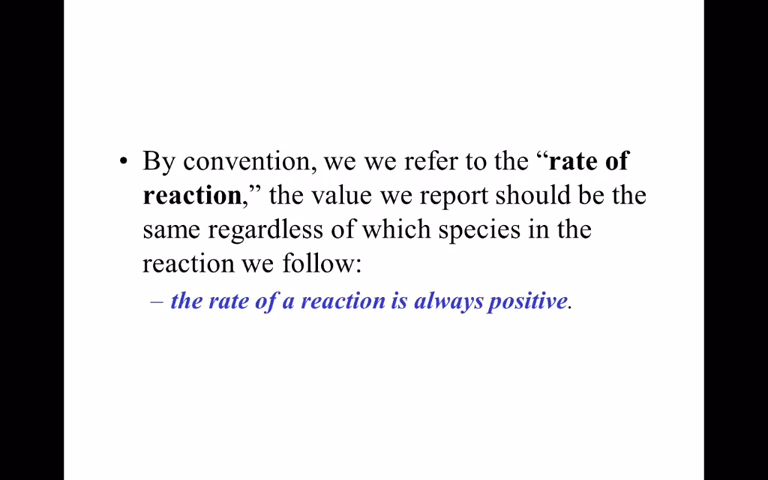 • By convention, we we refer to the “rate of
reaction,” the value we report should be the
same regardless of which species in the
reaction we follow:
– the rate of a reaction is always positive.